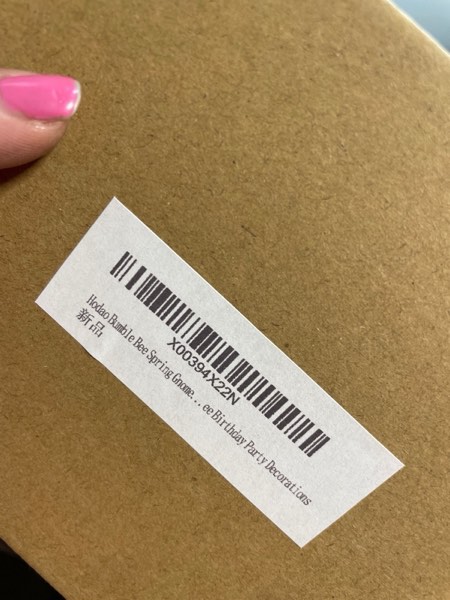 X00394X22N
Hodao Bumble Bee Spring Gnome...ee Birthday Party Decorations
新品